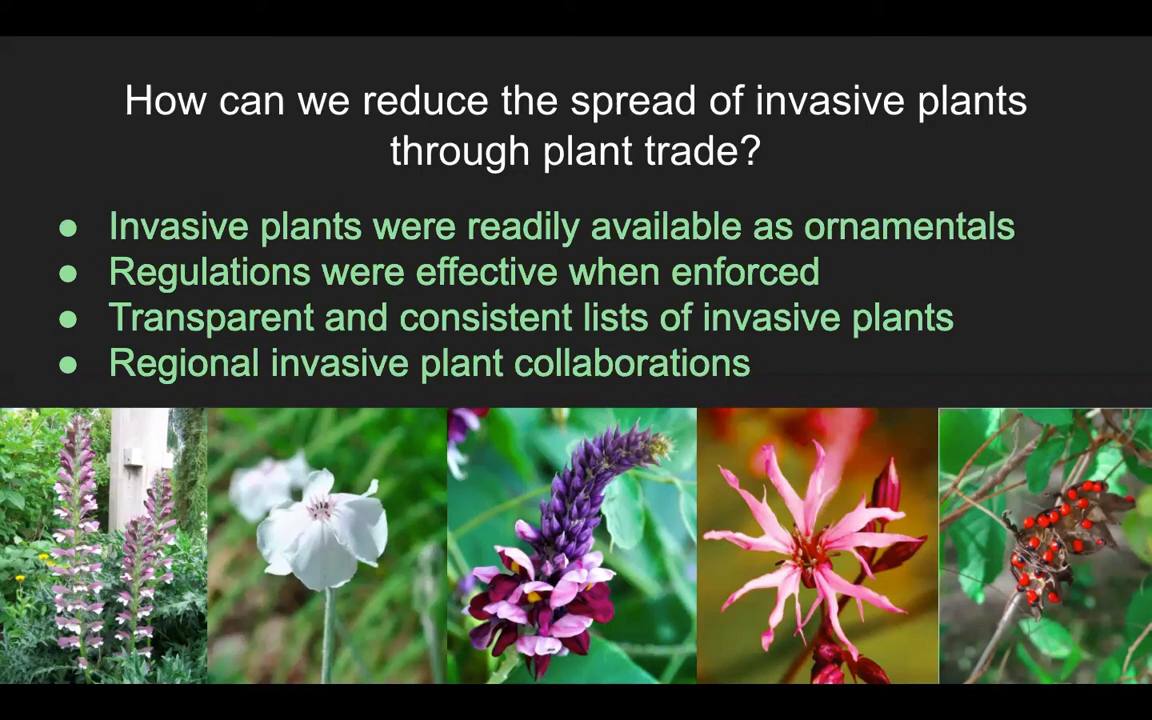 How can we reduce the spread of invasive plants
through plant trade?
● Invasive plants were readily available as ornamentals
● Regulations were effective when enforced
● Transparent and consistent lists of invasive plants
● Regional invasive plant collaborations